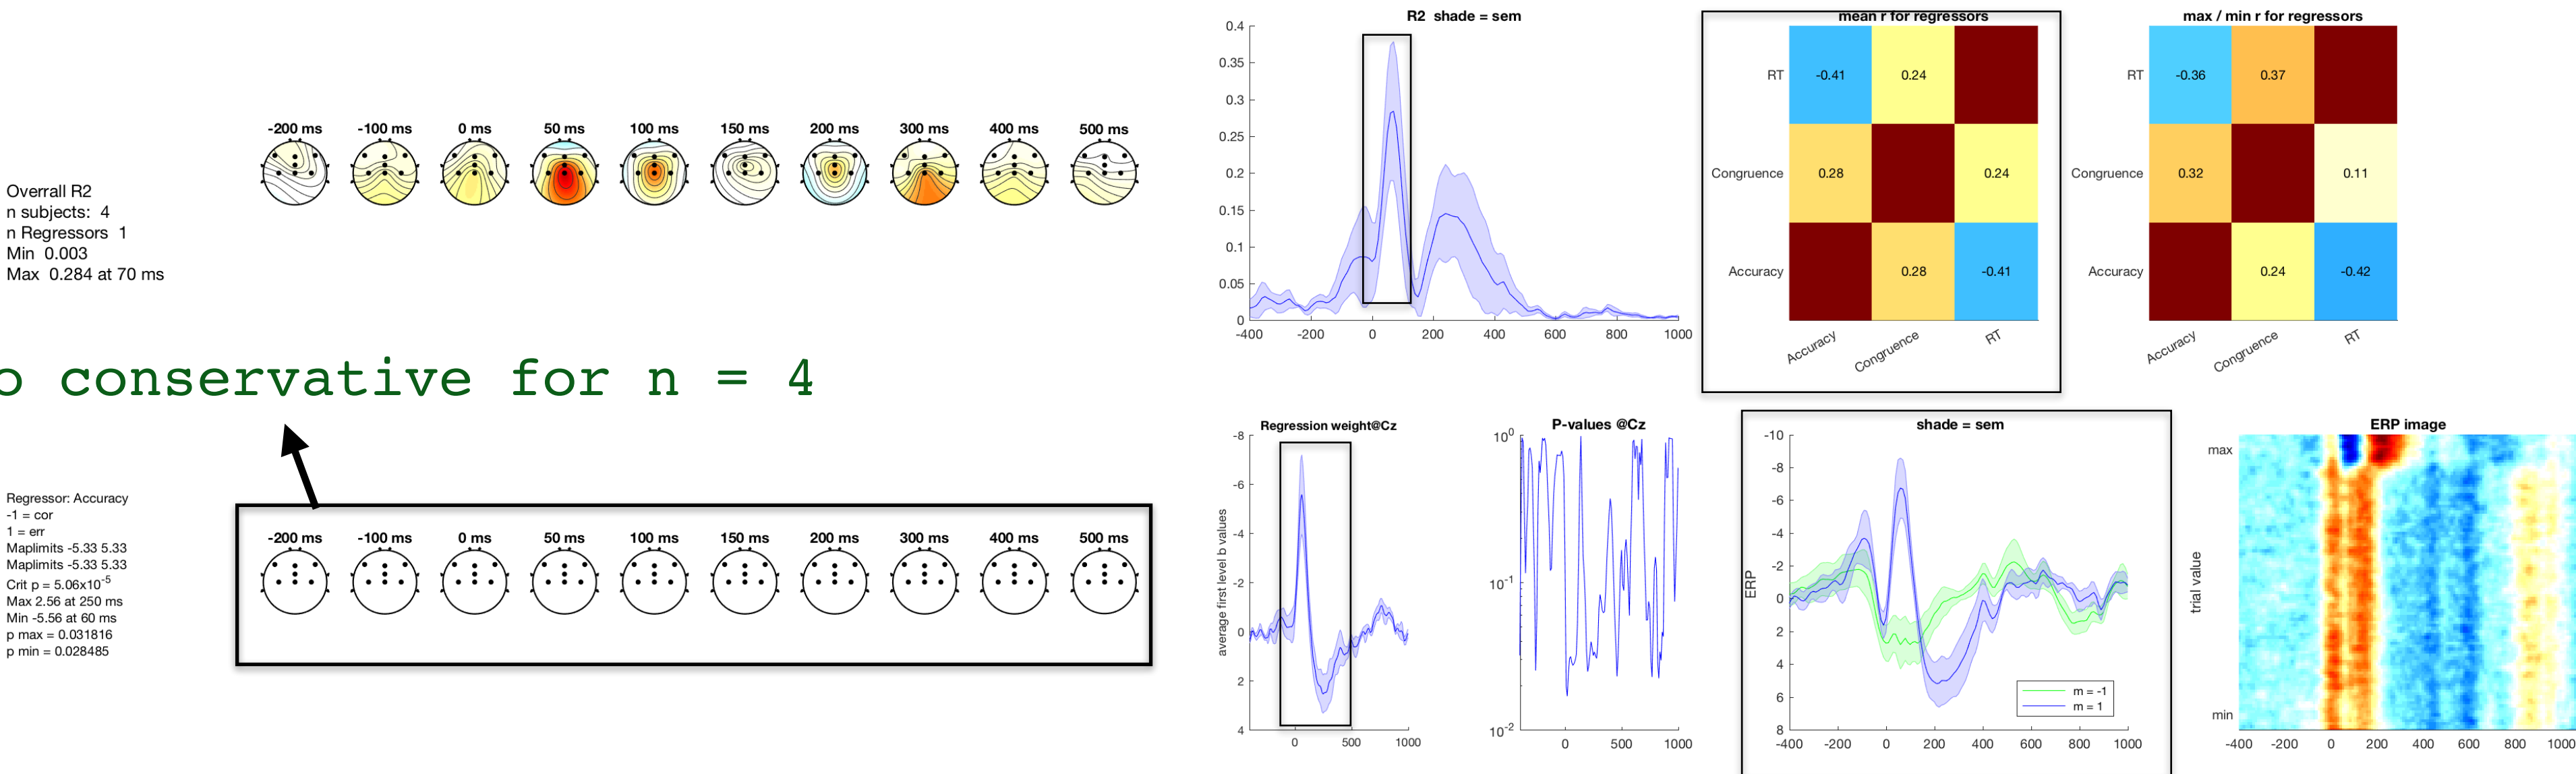 R2 shade = sem
0.4
0.35
0.3
0.25
0.2
0.15
0.1
0.05
0
-400 -200 0 200 400 600 800 1000
mean r for regressors
RT -0.41 0.24
Congruence 0.28 0.24
Accuracy 0.28 -0.41
Accuracy Congruence RT
max / min r for regressors
RT -0.36 0.37
Congruence 0.32 0.11
Accuracy 0.24 -0.42
Accuracy Congruence RT
-200 ms -100 ms 0 ms 50 ms 100 ms 150 ms 200 ms 300 ms 400 ms 500 ms
Overrall R2
n subjects: 4
n Regressors 1
Min 0.003
Max 0.284 at 70 ms
o conservative for n = 4
Regressor: Accuracy
-1 = cor
1 = err
Maplimits -5.33 5.33
Maplimits -5.33 5.33
Crit p = 5.06x10-5
Max 2.56 at 250 ms
Min -5.56 at 60 ms
p max = 0.031816
p min = 0.028485
-200 ms -100 ms 0 ms 50 ms 100 ms 150 ms 200 ms 300 ms 400 ms 500 ms
Regression weight@Cz
average first level b values
-8
-6
-4
-2
0
2
4
0 500 1000
P-values @Cz
100
10-1
10-2
0 500 1000
shade = sem
ERP
-10
-8
-6
-4
-2
0
2
4
6
8
-400 -200 0 200 400 600 800 1000
m = -1
m = 1
ERP image
trial value
max
min
-400 -200 0 200 400 600 800 1000